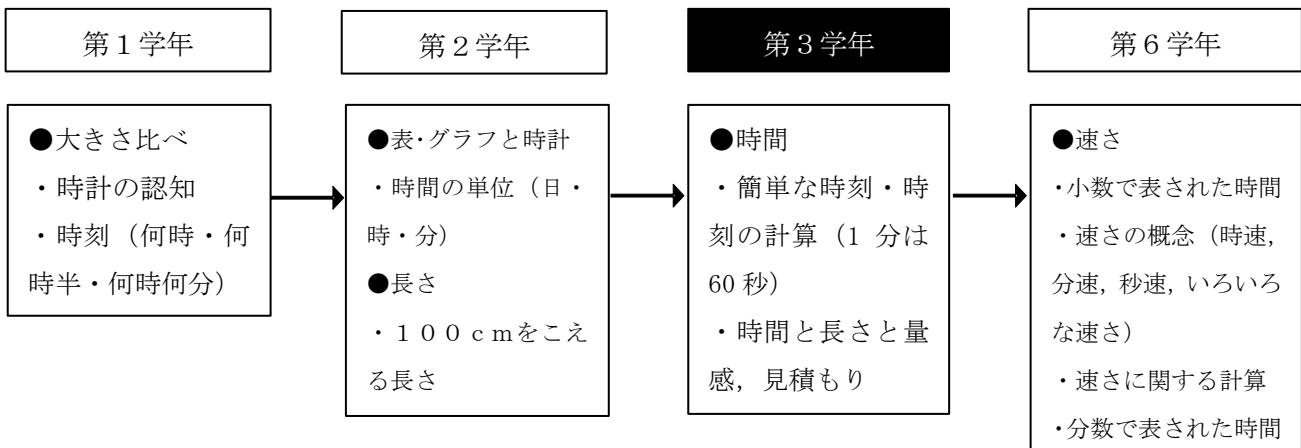 第１学年
第２学年
第３学年
第６学年
●大きさ比べ
・時計の認知
・時刻（何時・何
時半・何時何分）
●表・グラフと時計
・時間の単位（日・
時・分）
●長さ
・１００ｃｍをこえ
る長さ
●時間
・簡単な時刻・時
刻の計算（1 分は
60 秒）
・時間と長さと量
感，見積もり
●速さ
・小数で表された時間
・速さの概念（時速，
分速，秒速，いろいろ
な速さ）
・速さに関する計算
・分数で表された時間